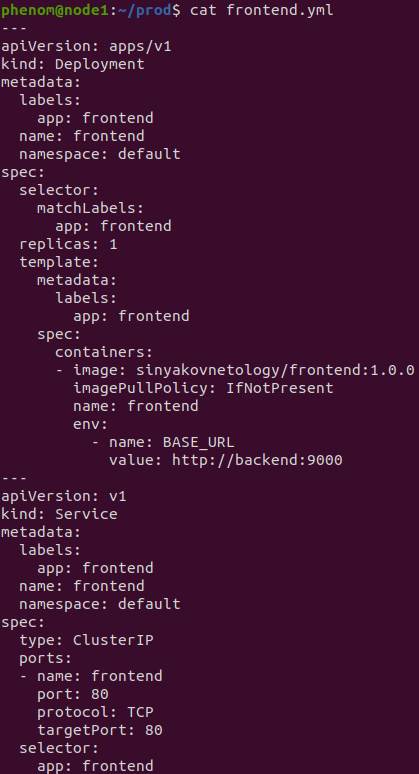 phenom@node1:~/prod$ cat frontend.yml
---
apiVersion: apps/v1
kind: Deployment
metadata:
  labels:
    app: frontend
  name: frontend
  namespace: default
spec:
  selector:
    matchLabels:
      app: frontend
  replicas: 1
  template:
    metadata:
      labels:
        app: frontend
    spec:
      containers:
      - image: sinyakovnetology/frontend:1.0.0
        imagePullPolicy: IfNotPresent
        name: frontend
        env:
          - name: BASE_URL
            value: http://backend:9000
---
apiVersion: v1
kind: Service
metadata:
  labels:
    app: frontend
  name: frontend
  namespace: default
spec:
  type: ClusterIP
  ports:
  - name: frontend
    port: 80
    protocol: TCP
    targetPort: 80
  selector:
    app: frontend